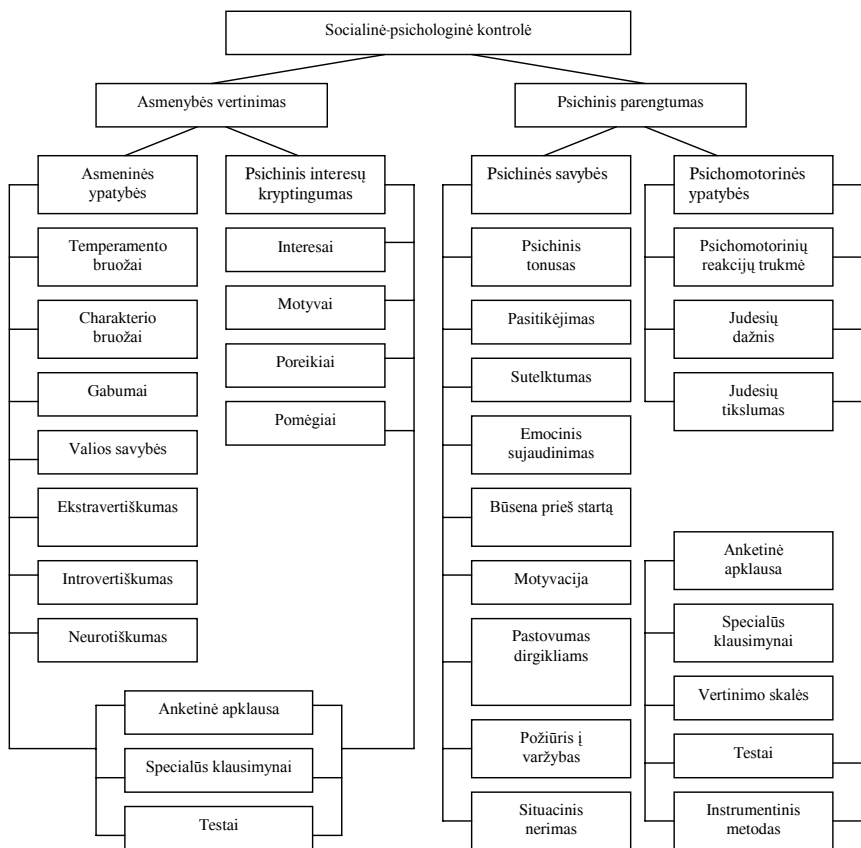 Socialinė-psichologinė kontrolė
Asmenybės vertinimas
Psichinis parengtumas
Asmeninės
ypatybės
Psichinis interesų
kryptingumas
Psichinės savybės
Psichomotorinės
ypatybės
Temperamento
bruožai
Interesai
Psichinis
tonusas
Psichomotorinių
reakcijų trukmė
Charakterio
bruožai
Motyvai
Pasitikėjimas
Judesių
dažnis
Gabumai
Poreikiai
Sutelktumas
Judesių
tikslumas
Valios savybės
Pomėgiai
Emocinis
sujaudinimas
Ekstravertiškumas
Būsena prieš startą
Introvertiškumas
Motyvacija
Anketinė
apklausa
Neurotiškumas
Pastovumas
dirgikliams
Specialūs
klausimynai
Anketinė apklausa
Vertinimo skalės
Specialūs klausimynai
Požiūris į
varžybas
Testai
Testai
Situacinis
nerimas
Instrumentinis
metodas